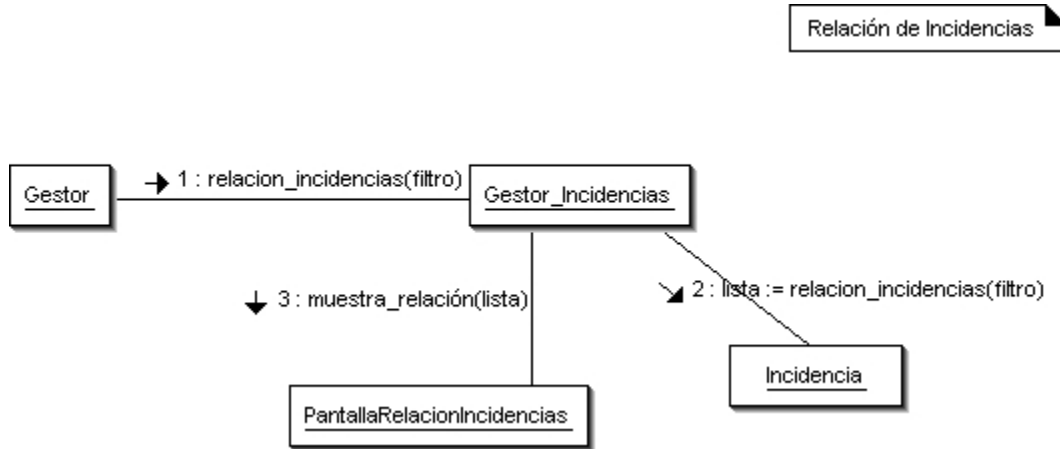 Relación de Incidencias
Gestor
1 : relacion_incidencias(filtro)
Gestor_Incidencias
3 : muestra_relación(lista)
2 : lista := relacion_incidencias(filtro)
Incidencia
PantallaRelacionIncidencias